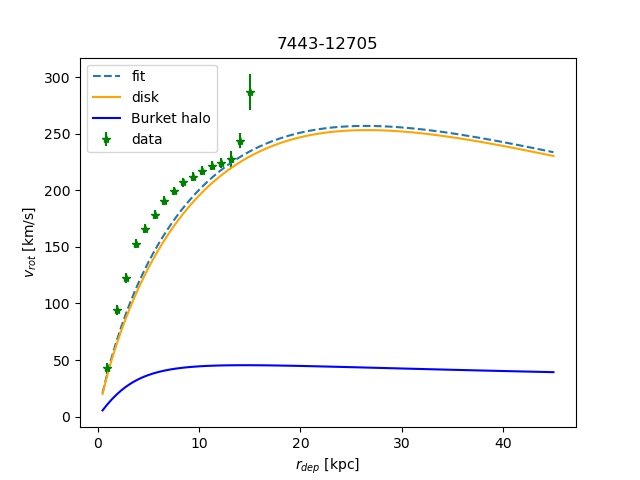 7443-12705
fit
disk
Burket halo
data
300
250
200
150
100
50
0
v_rot [km/s]
0 10 20 30 40
r_dep [kpc]